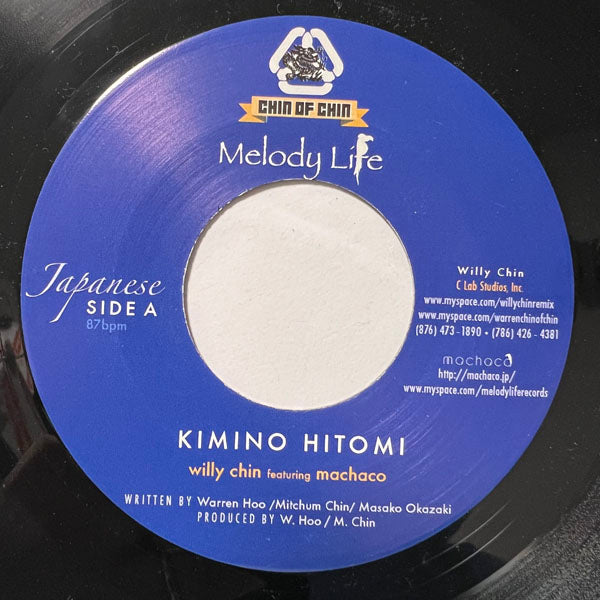 CHIN OF CHIN
Melody Life
Japanese
SIDE A
87bpm
Willy Chin
C Lab Studios, Inc.
www.myspace.com/willychinremix
www.myspace.com/warrenchinofchin
(876) 473-1890 • (786) 426-4381
machaco
http://machaco.jp/
www.myspace.com/melodyliferecords
KIMINO HITOMI
willy chin featuring machaco
WRITTEN BY Warren Hoo /Mitchum Chin/ Masako Okazaki
PRODUCED BY W. Hoo / M. Chin